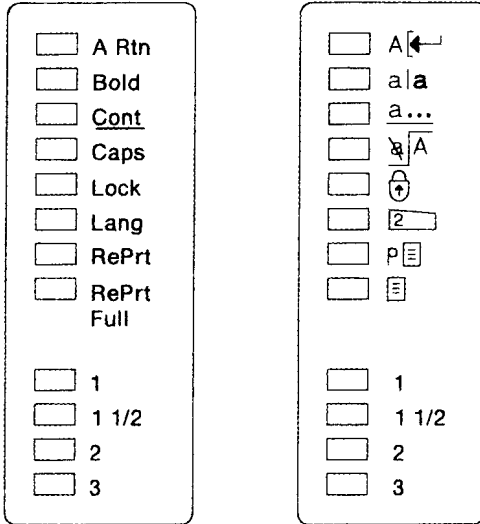 A Rtn
Bold
Cont
Caps
Lock
Lang
RePrt
RePrt
Full
1
1 1/2
2
3
A
a|a
a...
a A
2
P
1
1 1/2
2
3